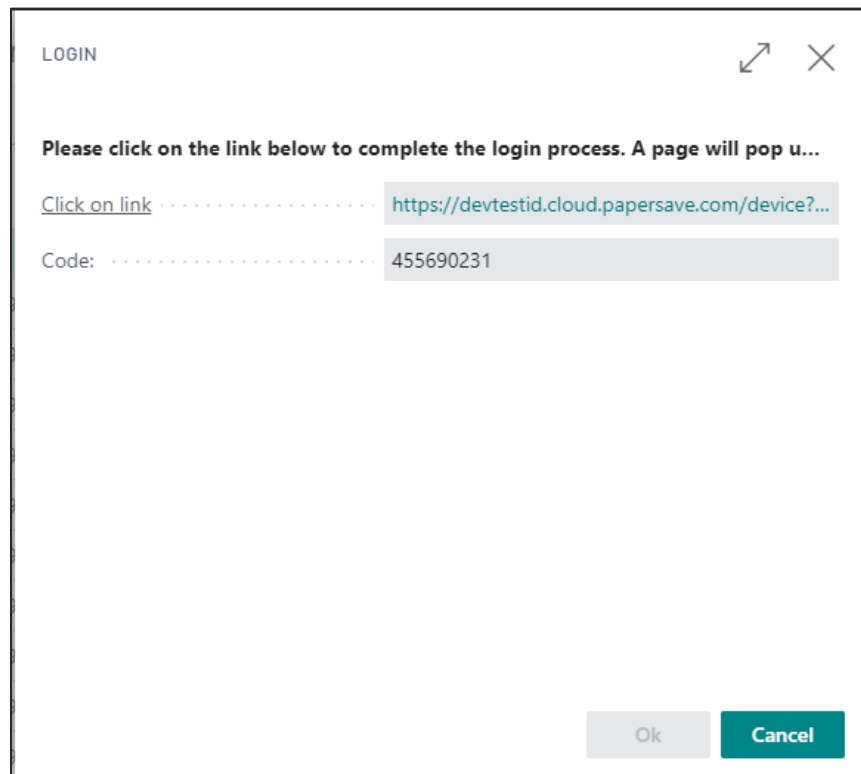 LOGIN
Please click on the link below to complete the login process. A page will pop u...
Click on link https://devtestid.cloud.papersave.com/device?...
Code: 455690231
Ok Cancel